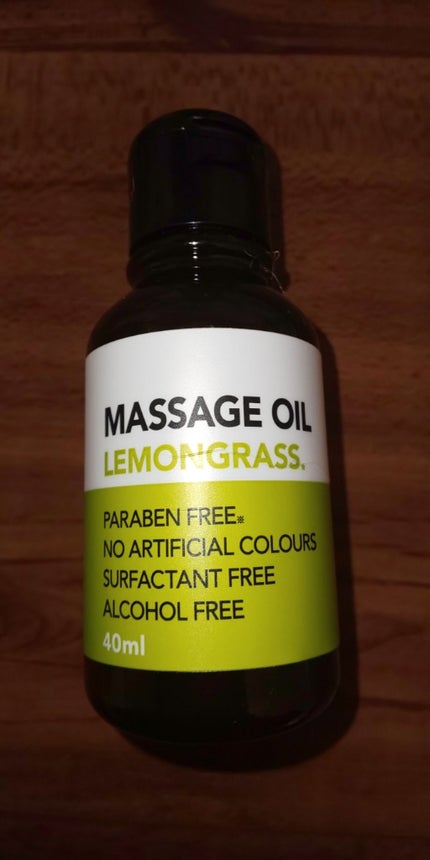 MASSAGE OIL
LEMONGRASS.
PARABEN FREE※
NO ARTIFICIAL COLOURS
SURFACTANT FREE
ALCOHOL FREE
40ml